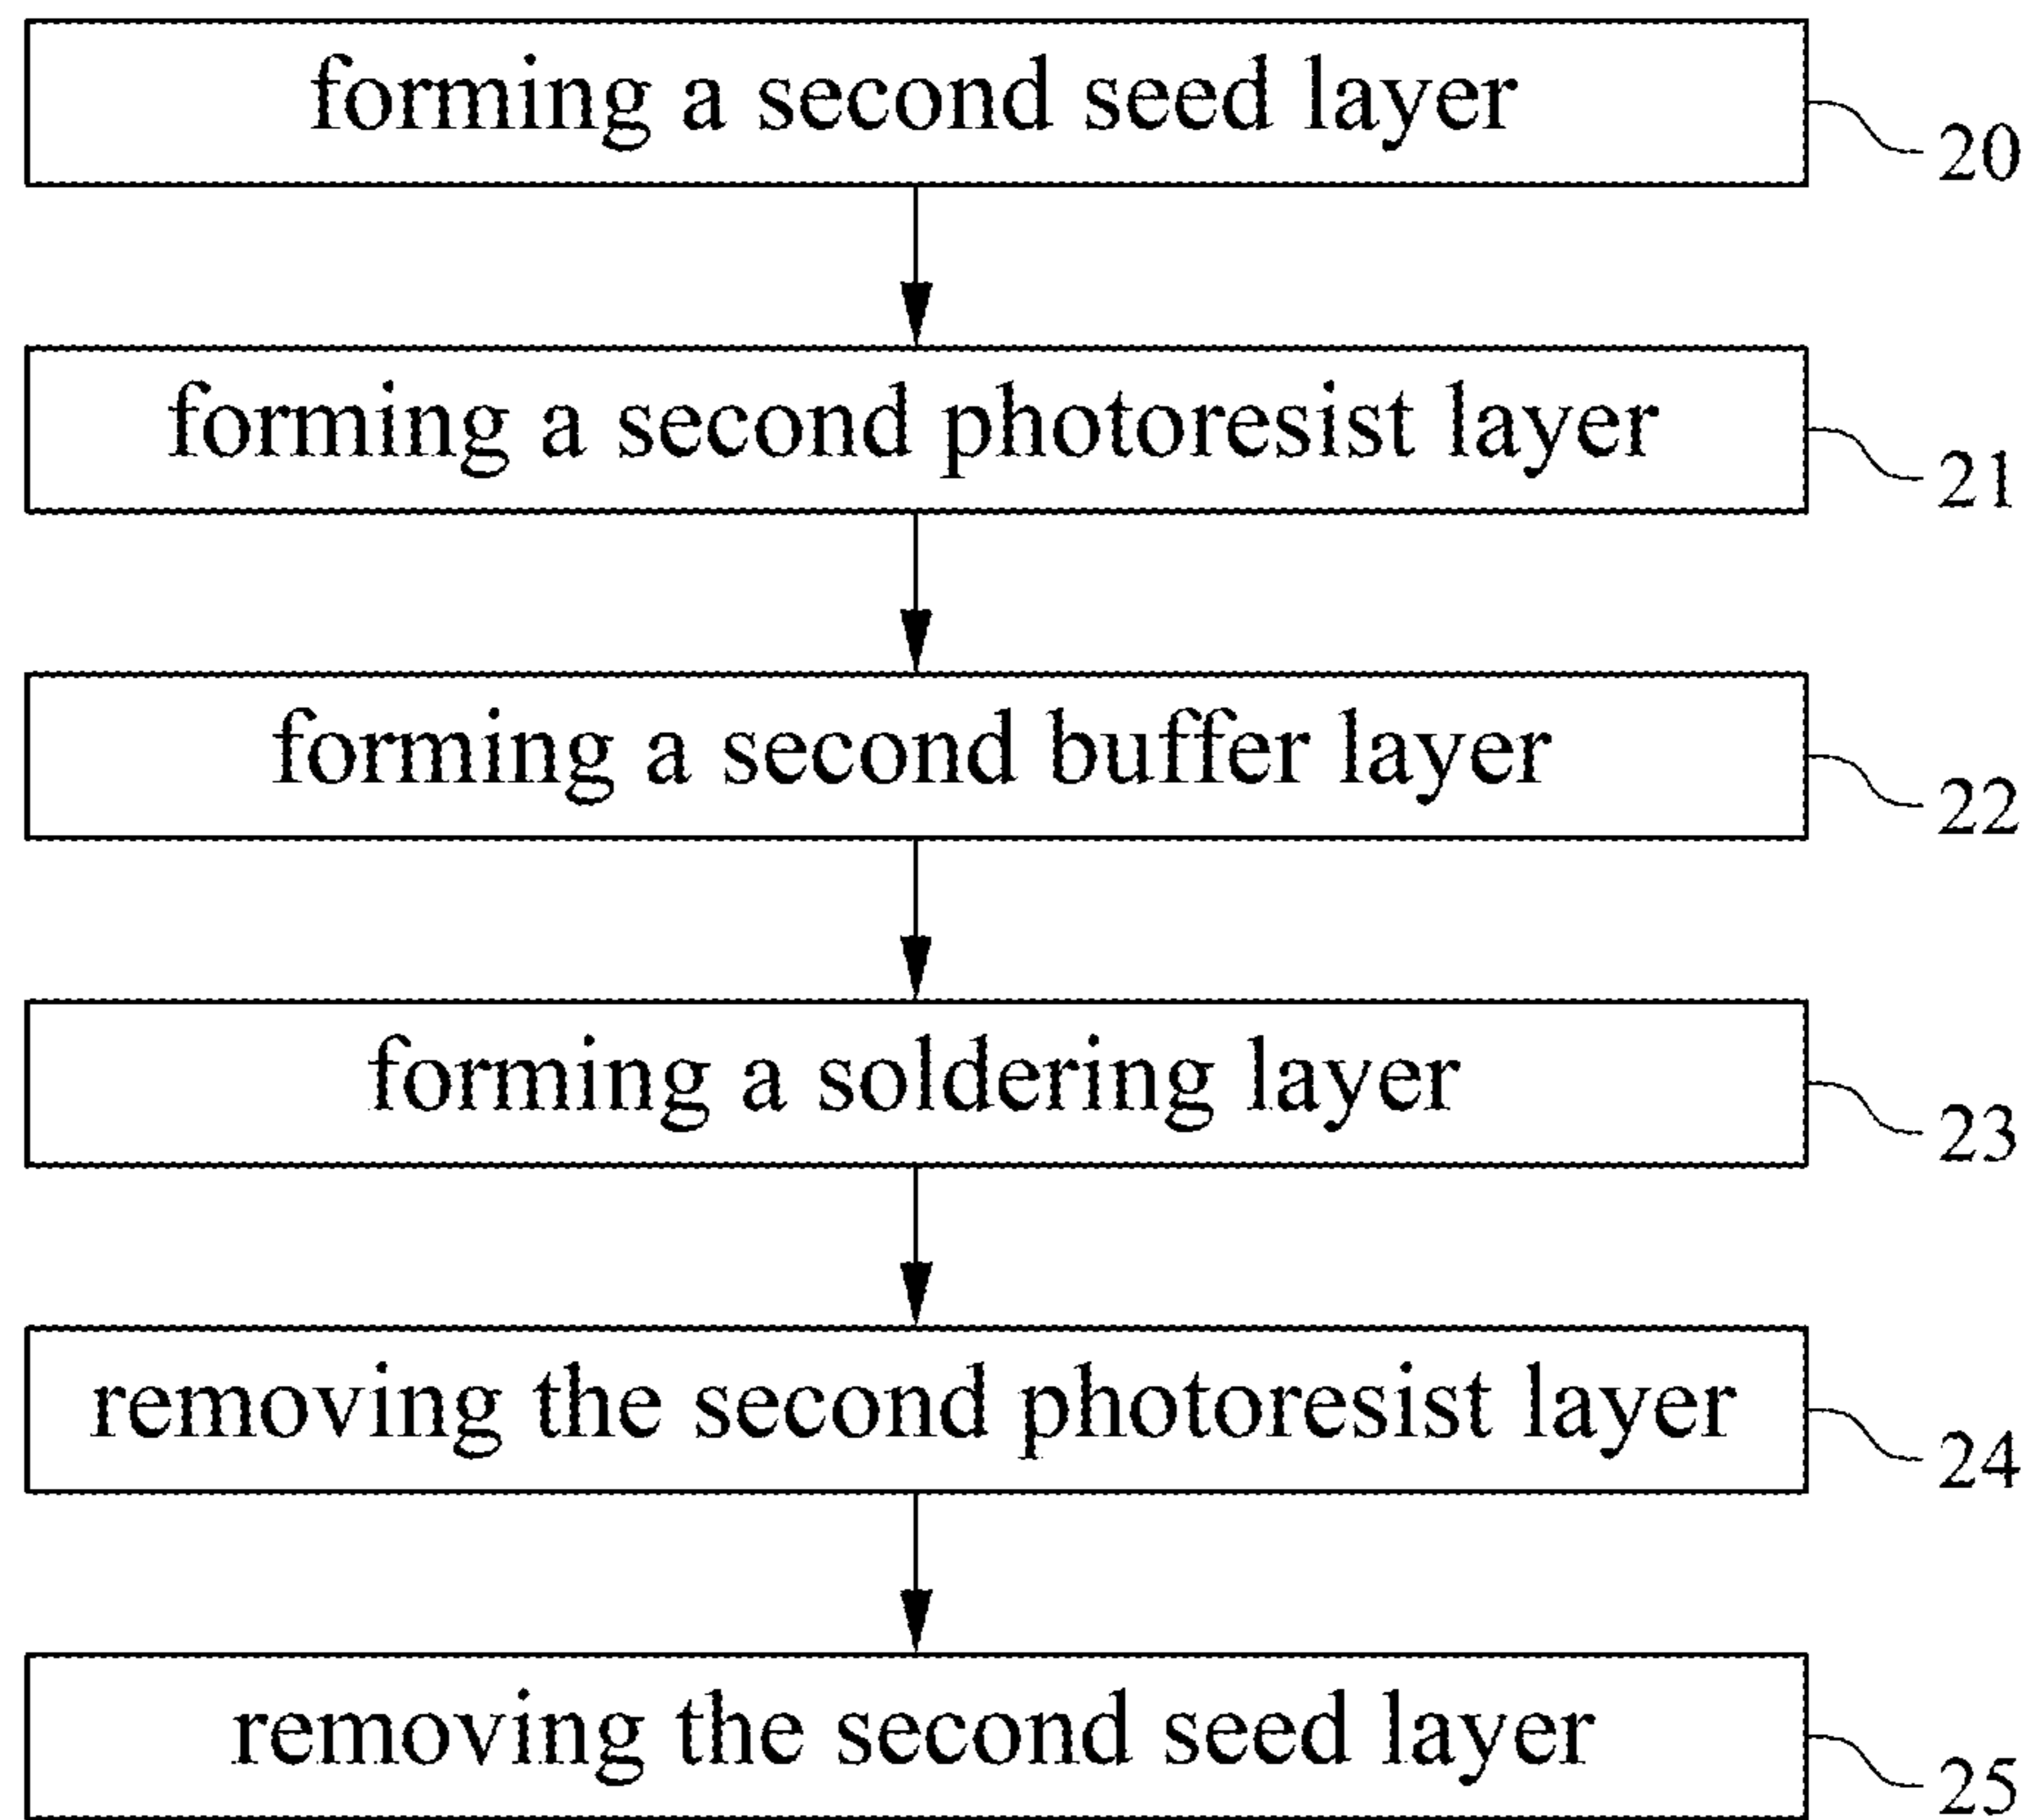 forming a second seed layer
20
forming a second photoresist layer
21
forming a second buffer layer
22
forming a soldering layer
23
removing the second photoresist layer
24
removing the second seed layer
25